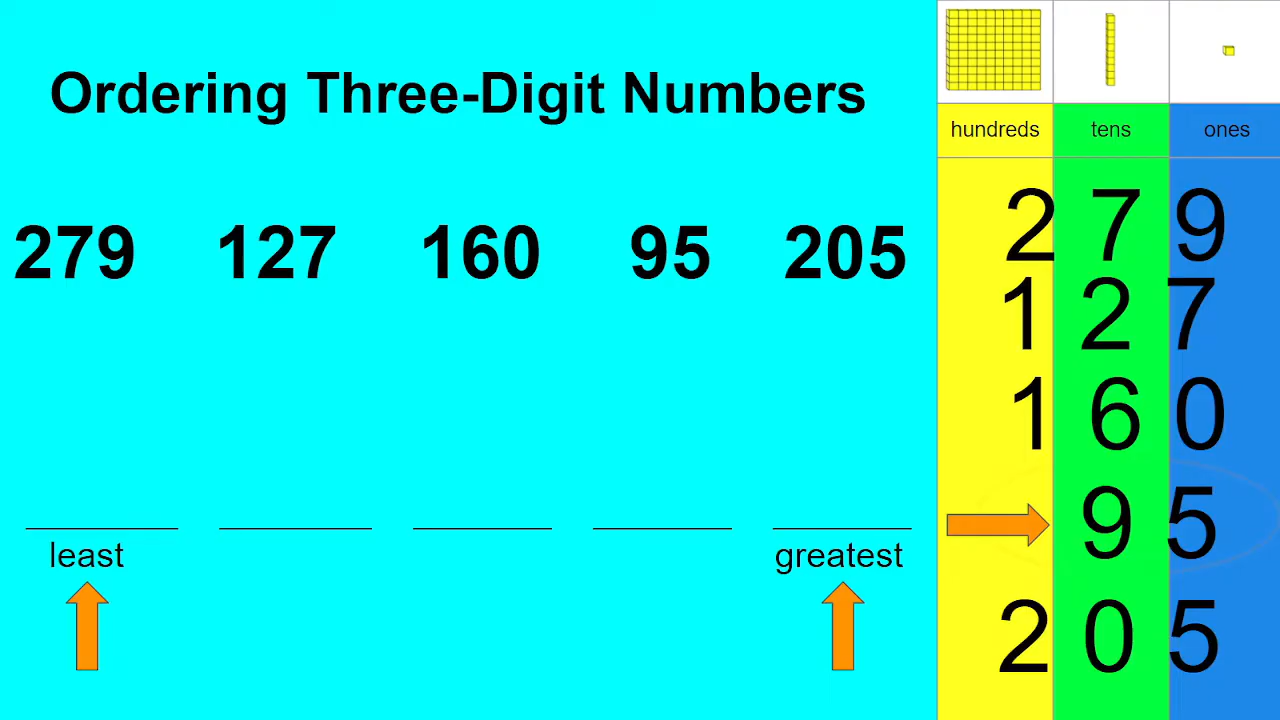 Ordering Three-Digit Numbers
279 127 160 95 205
least greatest
hundreds tens ones
2 7 9
1 2 7
1 6 0
9 5
2 0 5